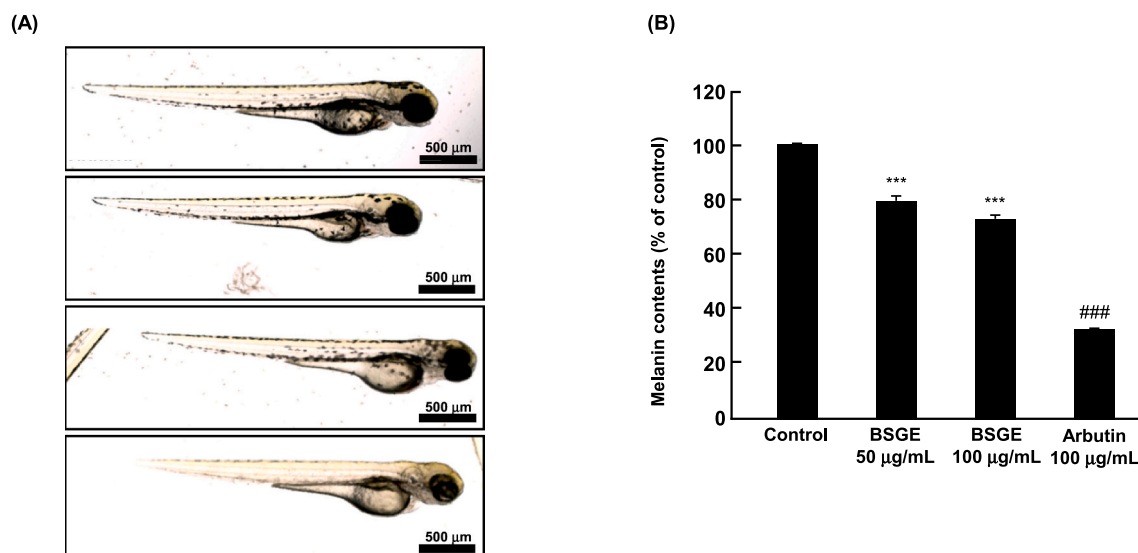 (A)
500 µm
500 µm
500 µm
500 µm
(B)
Melanin contents (% of control)
120
100
80
60
40
20
0
***
***
###
Control
BSGE
50 µg/mL
BSGE
100 µg/mL
Arbutin
100 µg/mL